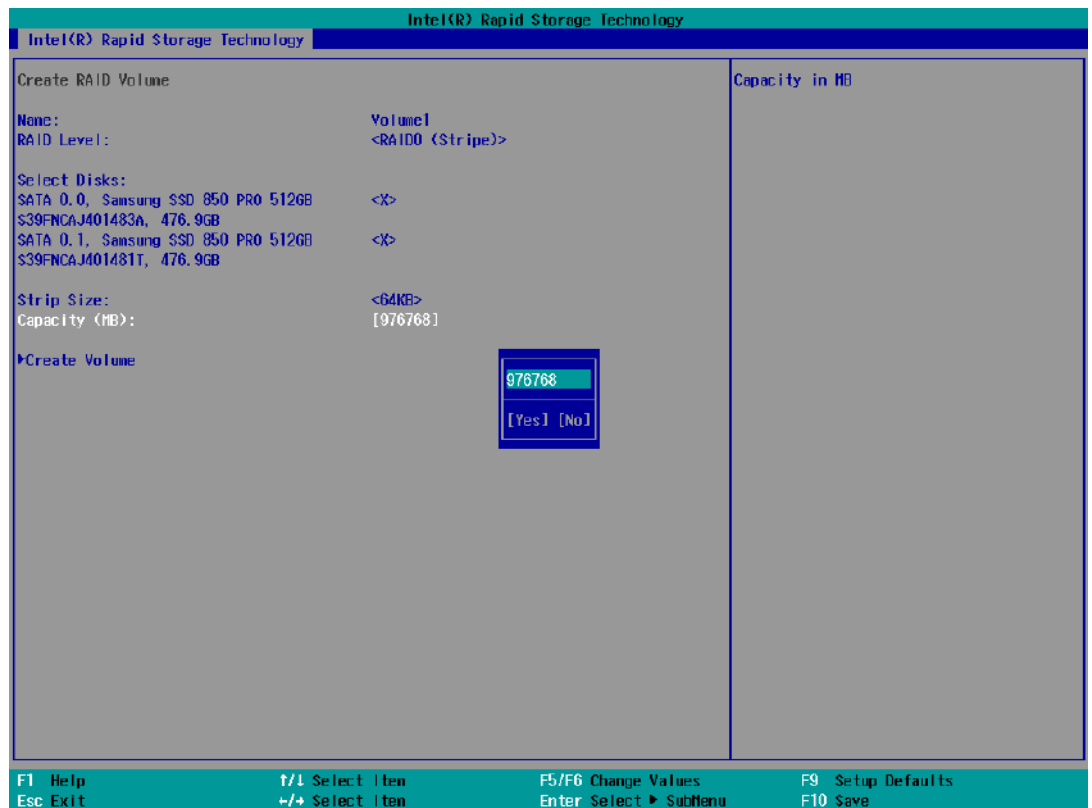 Intel(R) Rapid Storage Technology
Intel(R) Rapid Storage Technology
Create RAID Volume
Capacity in MB
Name: Volume1
RAID Level: <RAID0 (Stripe)>
Select Disks:
SATA 0.0, Samsung SSD 850 PRO 512GB <X>
S39FNCAJ401483A, 476.9GB
SATA 0.1, Samsung SSD 850 PRO 512GB <X>
S39FNCAJ401481T, 476.9GB
Strip Size: <64KB>
Capacity (MB): [976768]
►Create Volume
976768
[Yes] [No]
F1 Help ↑/↓ Select Item F5/F6 Change Values F9 Setup Defaults
Esc Exit ←/→ Select Item Enter Select ► SubMenu F10 Save